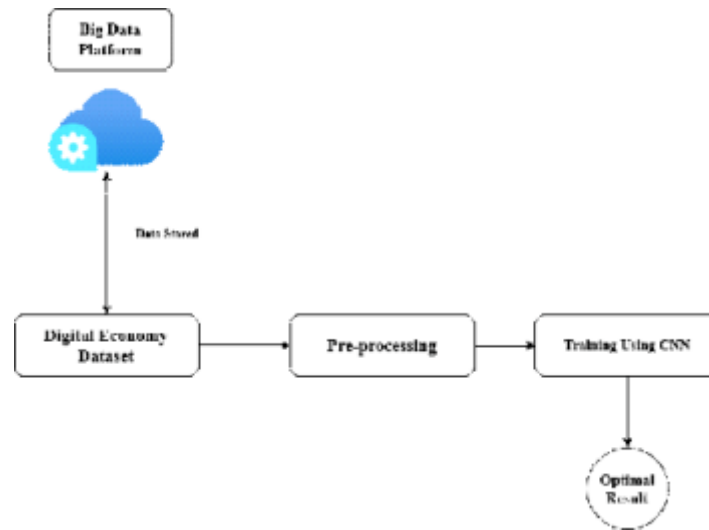 Big Data
Platform
Data Stored
Digital Economy
Dataset
Pre-processing
Training Using CNN
Optimal
Result